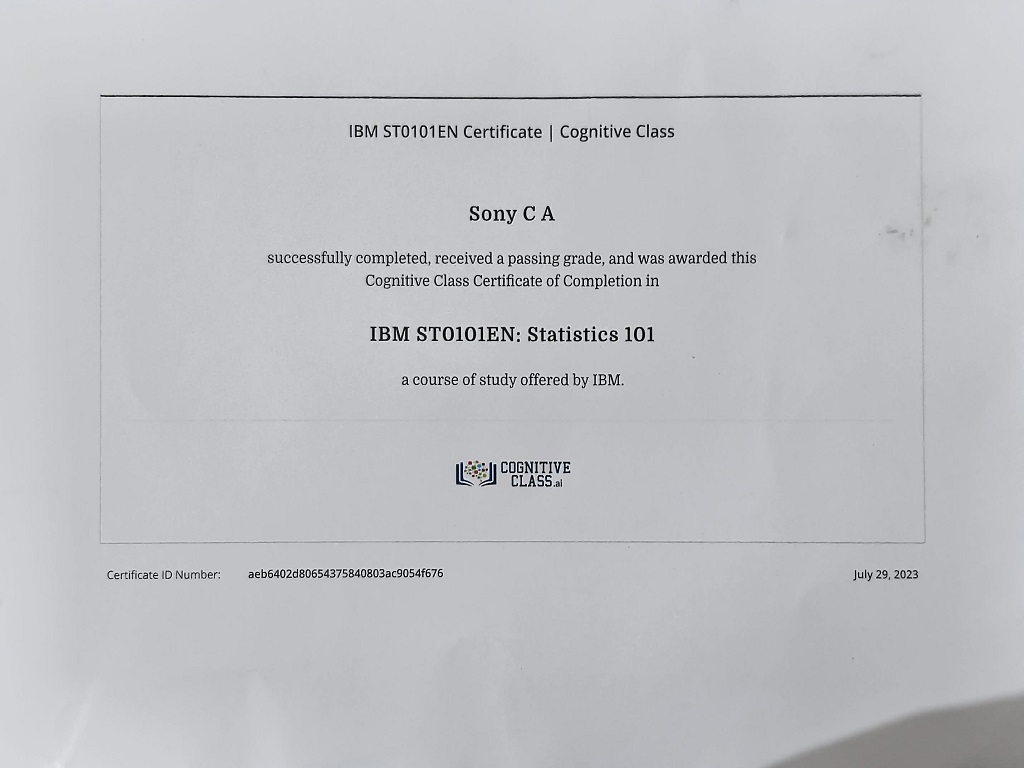 IBM ST0101EN Certificate | Cognitive Class
Sony C A
successfully completed, received a passing grade, and was awarded this
Cognitive Class Certificate of Completion in
IBM ST0101EN: Statistics 101
a course of study offered by IBM.
COGNITIVE
CLASS.ai
Certificate ID Number: aeb6402d80654375840803ac9054f676
July 29, 2023